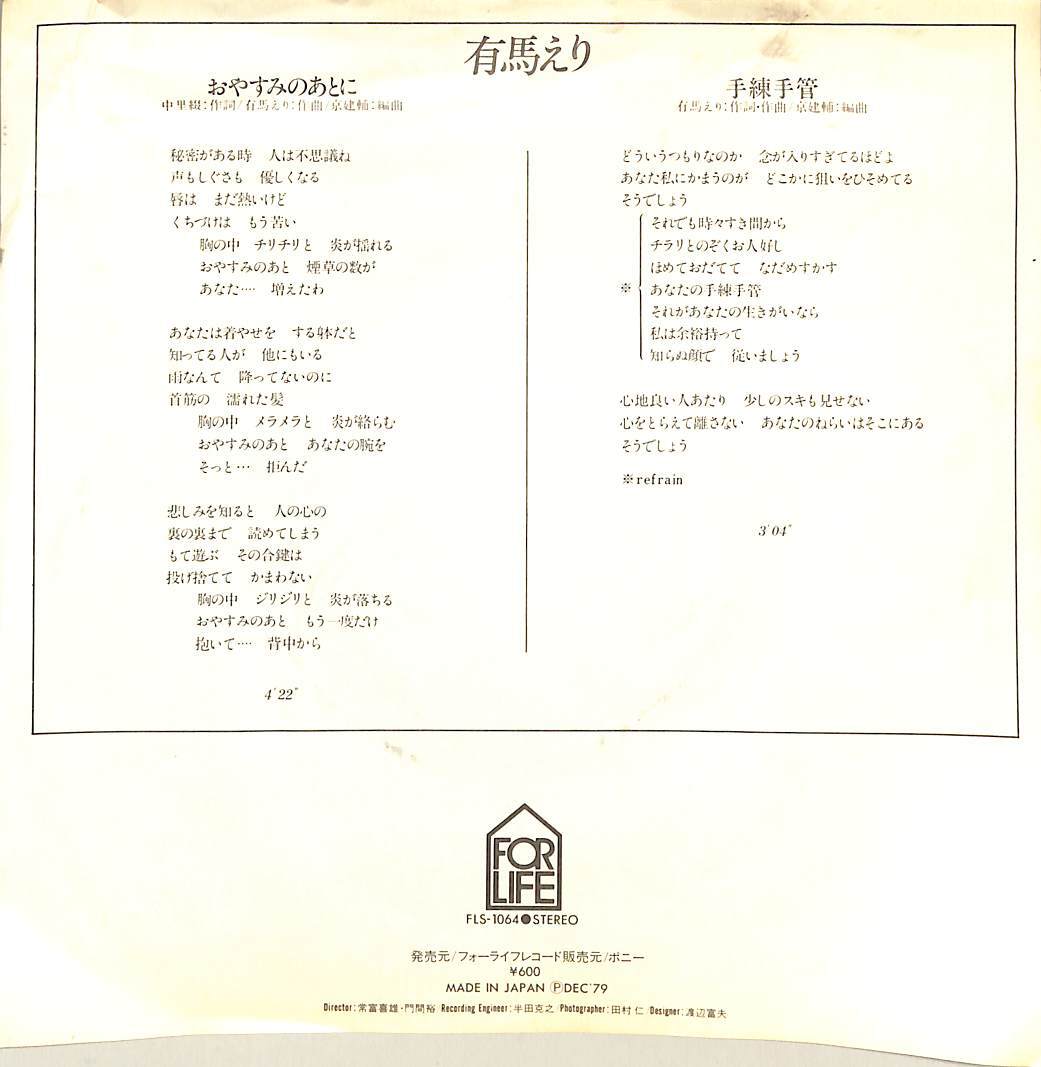 有馬えり
おやすみのあとに
中里綴:作詞/有馬えり:作曲/京建輔:編曲
秘密がある時　人は不思議ね
声もしぐさも　優しくなる
唇は　まだ熱いけど
くちづけは　もう苦い
胸の中　チリチリと　炎が揺れる
おやすみのあと　煙草の数が
あなた‥‥　増えたわ
あなたは着やせを　する躰だと
知ってる人が　他にもいる
雨なんて　降ってないのに
首筋の　濡れた髪
胸の中　メラメラと　炎が絡らむ
おやすみのあと　あなたの腕を
そっと…　拒んだ
悲しみを知ると　人の心の
裏の裏まで　読めてしまう
もて遊ぶ　その合鍵は
投げ捨てて　かまわない
胸の中　ジリジリと　炎が落ちる
おやすみのあと　もう一度だけ
抱いて‥‥　背中から
4′22″
手練手管
有馬えり:作詞・作曲/京建輔:編曲
どういうつもりなのか　念が入りすぎてるほどよ
あなた私にかまうのが　どこかに狙いをひそめてる
そうでしょう
それでも時々すき間から
チラリとのぞくお人好し
ほめておだてて　なだめすかす
※ あなたの手練手管
それがあなたの生きがいなら
私は余裕持って
知らぬ顔で　従いましょう
心地良い人あたり　少しのスキも見せない
心をとらえて離さない　あなたのねらいはそこにある
そうでしょう
※refrain
3′04″
FOR
LIFE
FLS-1064●STEREO
発売元/フォーライフレコード販売元/ポニー
¥600
MADE IN JAPAN ⓅDEC'79
Director:常富喜雄・門間裕/Recording Engineer:半田克之/Photographer:田村仁/Designer:渡辺富夫